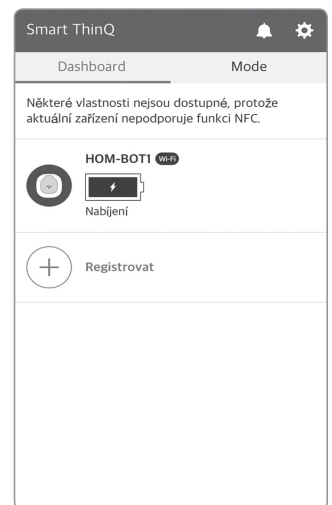 Smart ThinQ
Dashboard
Mode
Některé vlastnosti nejsou dostupné, protože
aktuální zařízení nepodporuje funkci NFC.
HOM-BOT1 Wi-Fi
Nabíjení
Registrovat